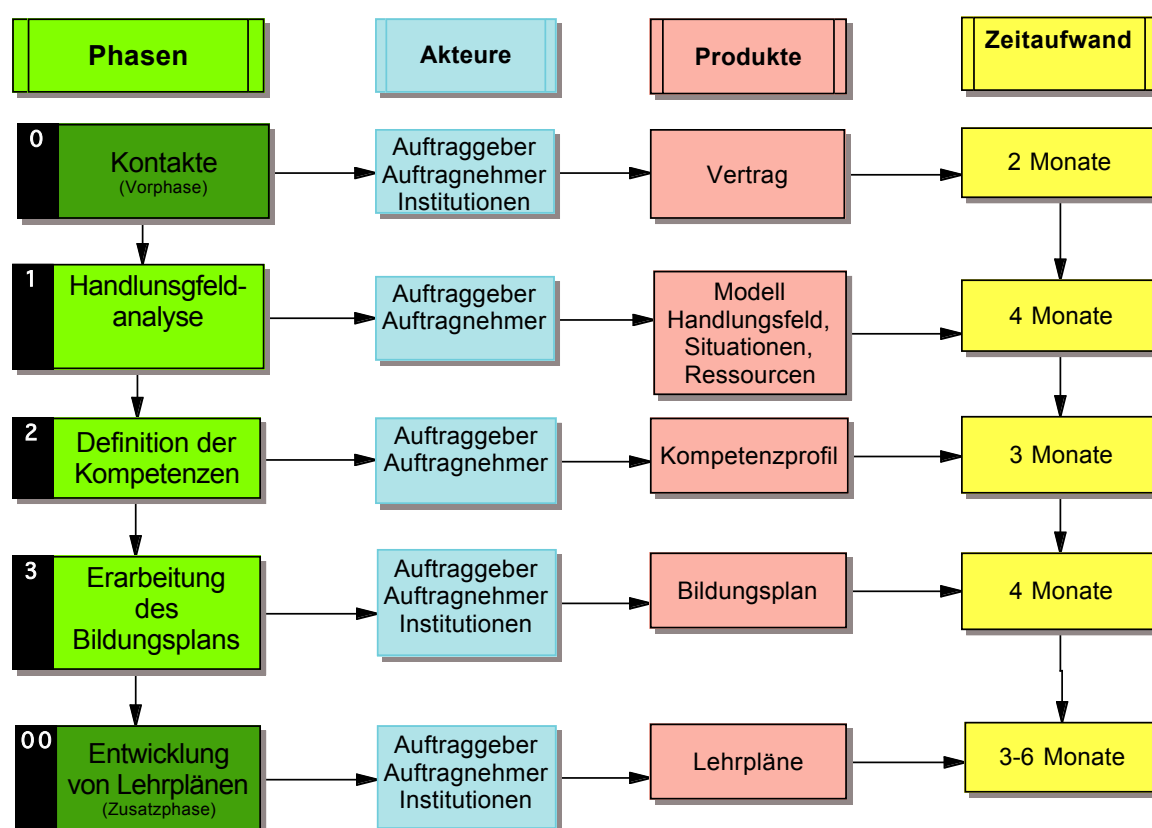 Phasen
Akteure
Produkte
Zeitaufwand
0
Kontakte
(Vorphase)
Auftraggeber
Auftragnehmer
Institutionen
Vertrag
2 Monate
1
Handlunsgfeld-
analyse
Auftraggeber
Auftragnehmer
Modell
Handlungsfeld,
Situationen,
Ressourcen
4 Monate
2
Definition der
Kompetenzen
Auftraggeber
Auftragnehmer
Kompetenzprofil
3 Monate
3
Erarbeitung
des
Bildungsplans
Auftraggeber
Auftragnehmer
Institutionen
Bildungsplan
4 Monate
00
Entwicklung
von Lehrplänen
(Zusatzphase)
Auftraggeber
Auftragnehmer
Institutionen
Lehrpläne
3-6 Monate